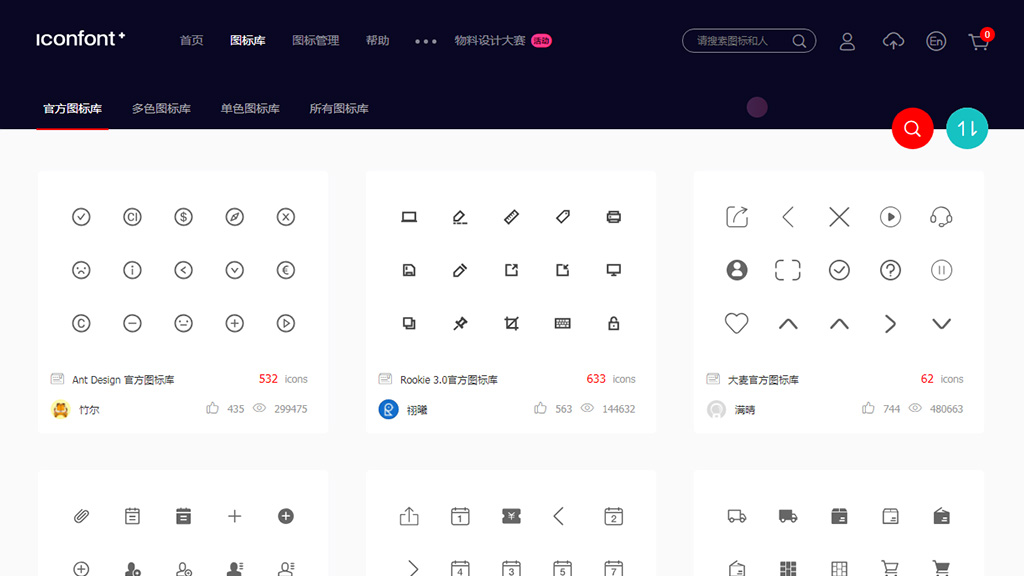 iconfont+
首页 图标库 图标管理 帮助 ••• 物料设计大赛 活动 请搜索图标和人 En 0
官方图标库 多色图标库 单色图标库 所有图标库
Ant Design 官方图标库 532 icons
竹尔 435 299475
Rookie 3.0官方图标库 633 icons
栩曦 563 144632
大麦官方图标库 62 icons
满晴 744 480663
1 2
4 3 5 7